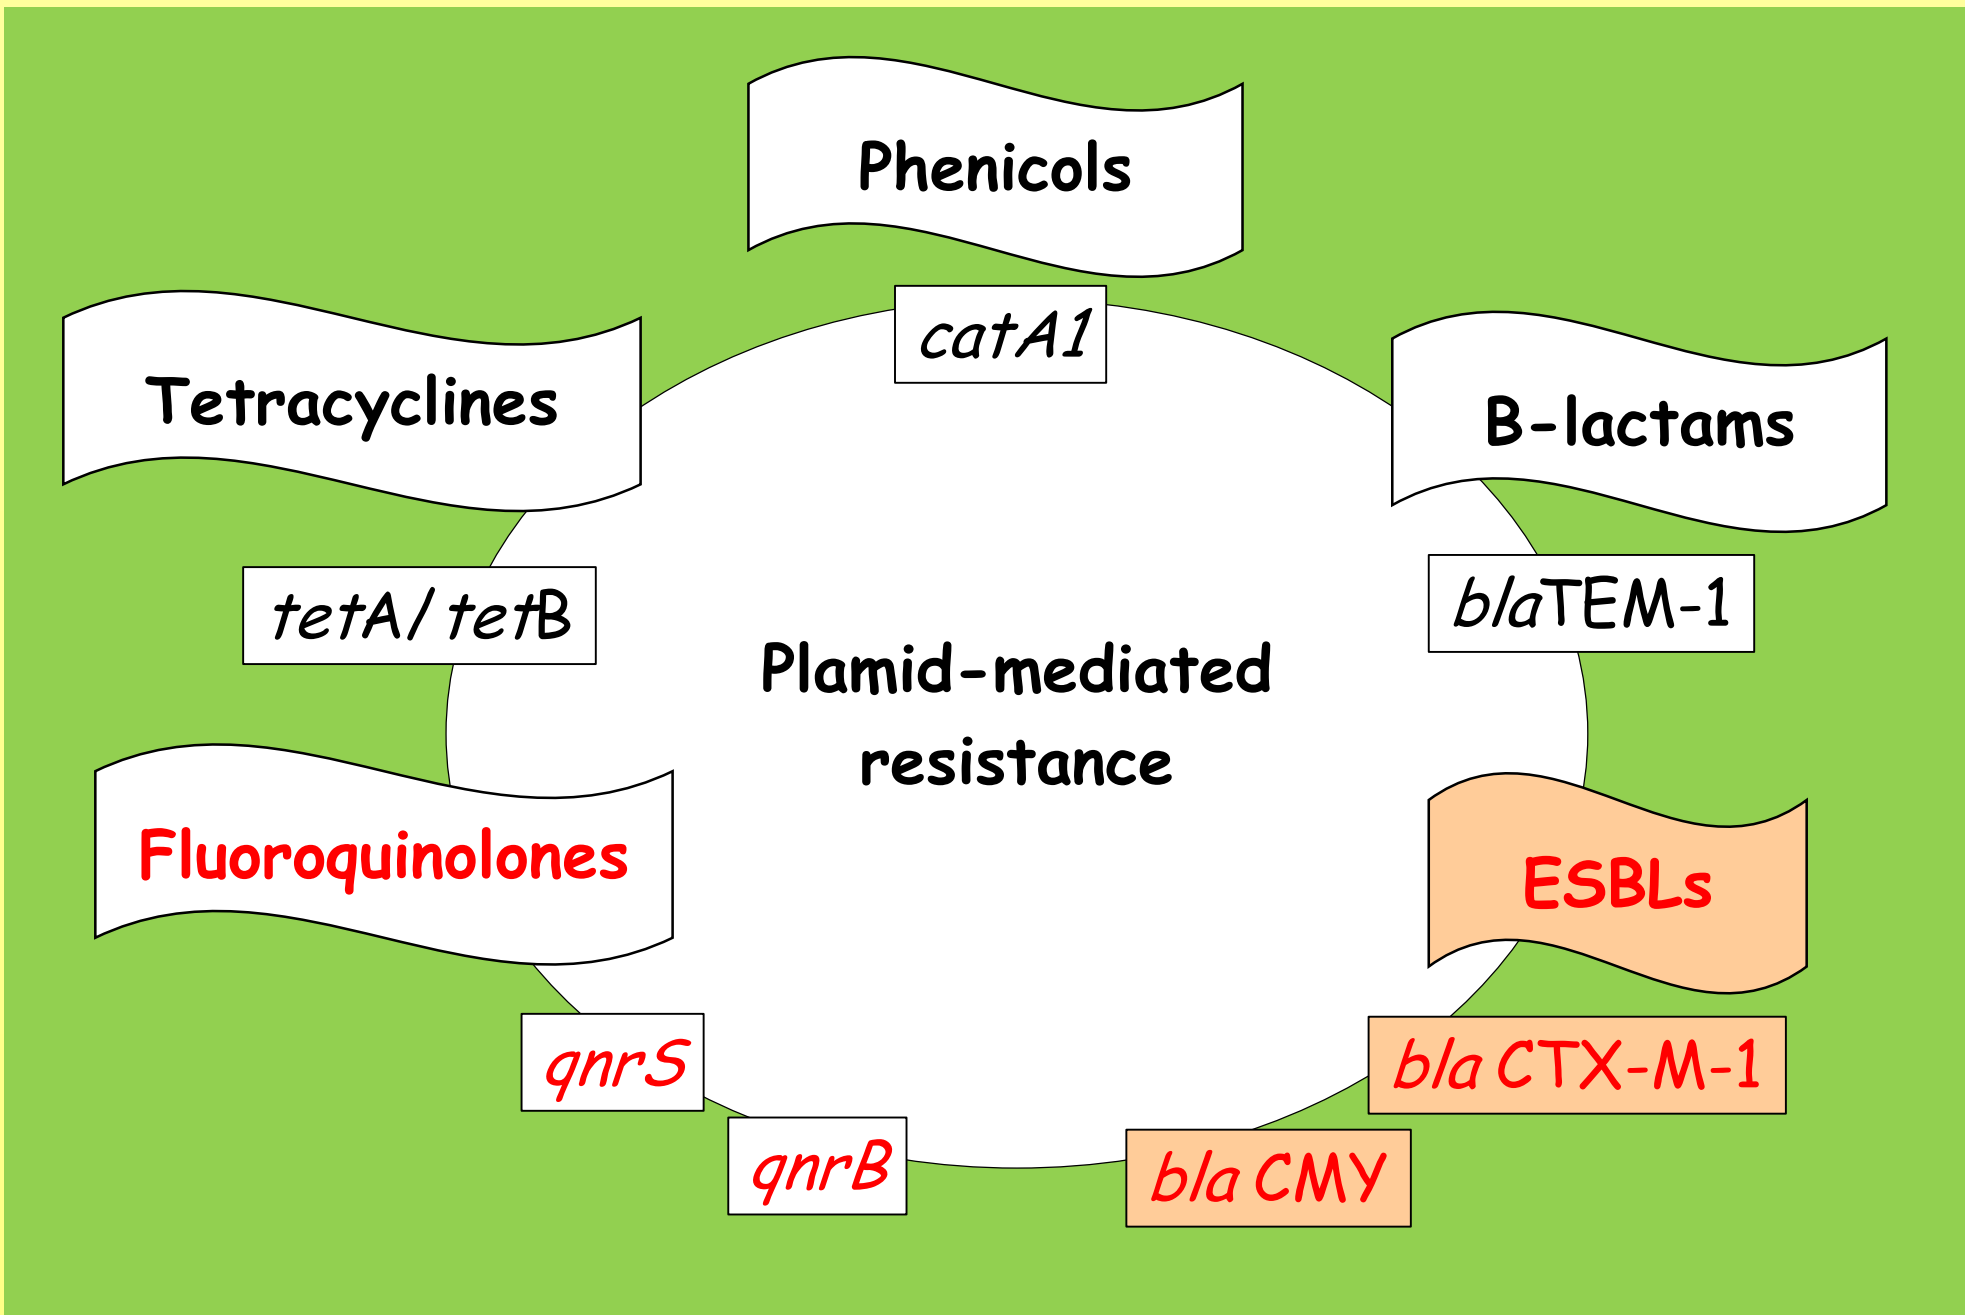 Phenicols
catA1
Tetracyclines
B-lactams
tetA/tetB
blaTEM-1
Plamid-mediated
resistance
Fluoroquinolones
ESBLs
qnrS
bla CTX-M-1
qnrB
bla CMY